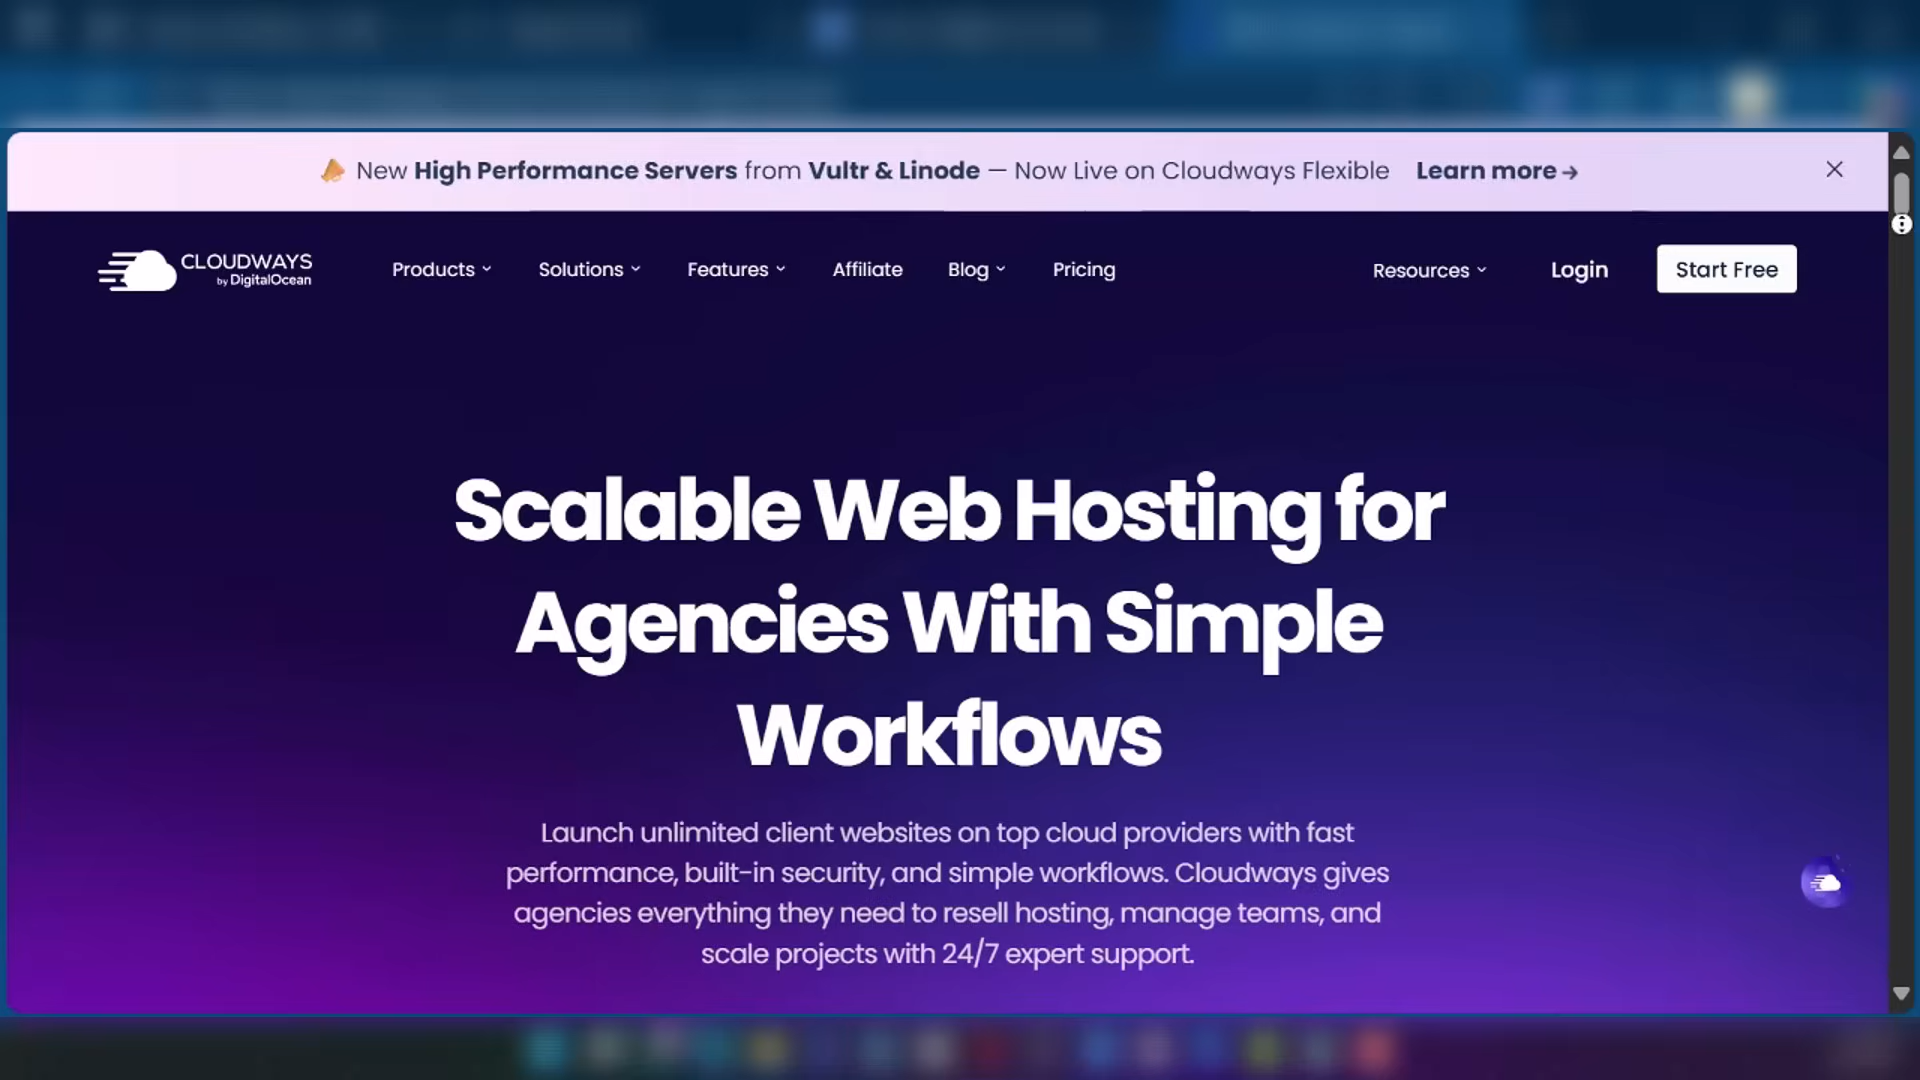 New High Performance Servers from Vultr & Linode — Now Live on Cloudways Flexible Learn more →
CLOUDWAYS
by DigitalOcean
Products
Solutions
Features
Affiliate
Blog
Pricing
Resources
Login
Start Free
Scalable Web Hosting for
Agencies With Simple
Workflows
Launch unlimited client websites on top cloud providers with fast
performance, built-in security, and simple workflows. Cloudways gives
agencies everything they need to resell hosting, manage teams, and
scale projects with 24/7 expert support.